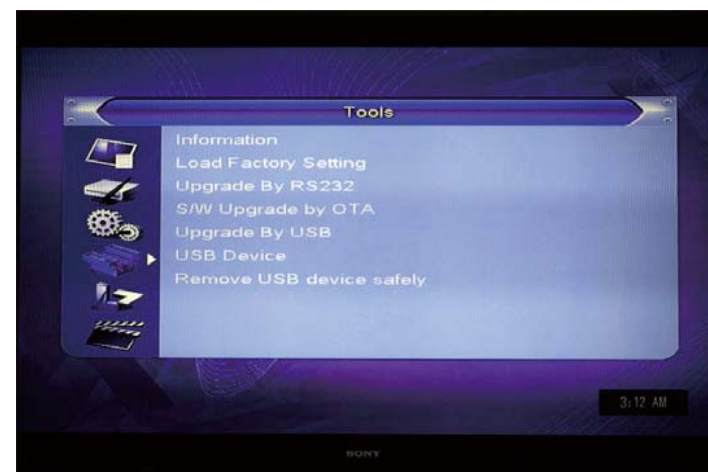 Tools
Information
Load Factory Setting
Upgrade By RS232
S/W Upgrade by OTA
Upgrade By USB
USB Device
Remove USB device safely
3:12 AM
SONY